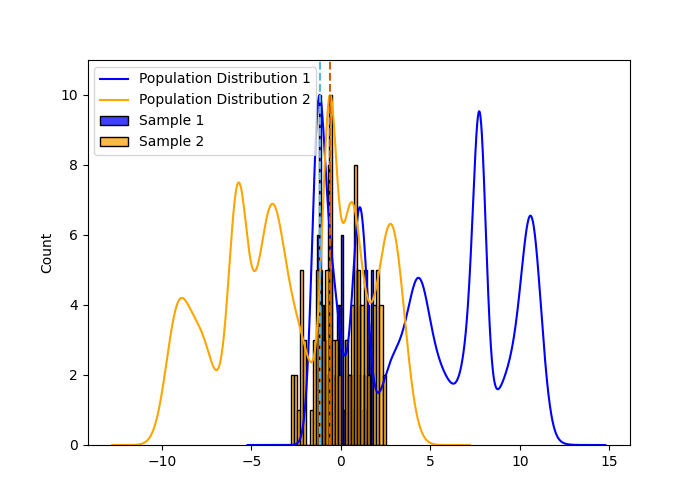 Population Distribution 1
Population Distribution 2
Sample 1
Sample 2
Count
10
8
6
4
2
0
−10 −5 0 5 10 15